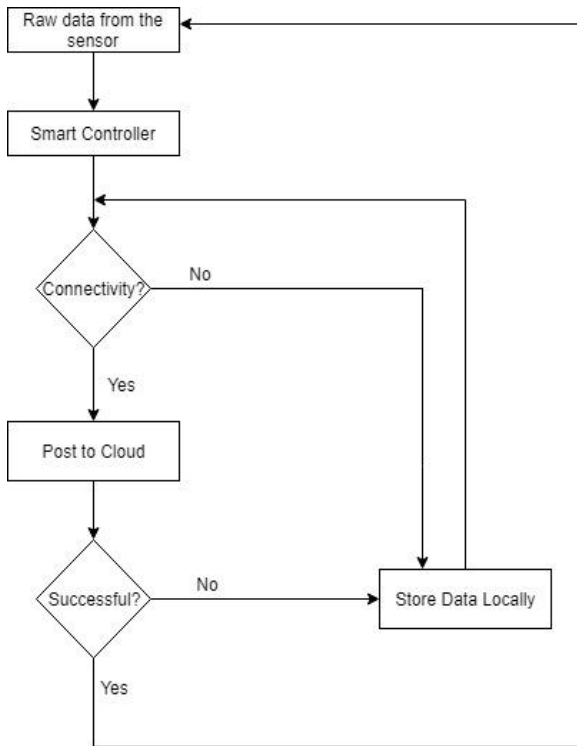 Raw data from the
sensor
Smart Controller
Connectivity?
No
Yes
Post to Cloud
Successful?
No
Store Data Locally
Yes